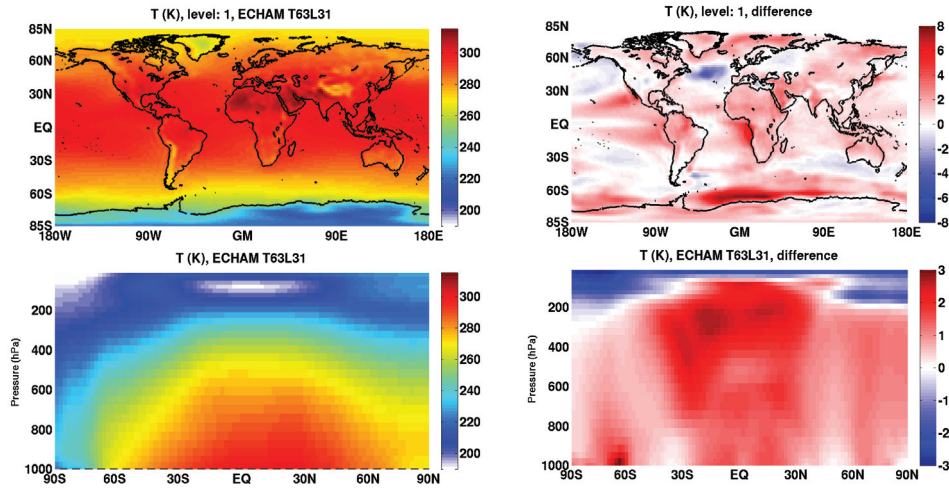 T (K), level: 1, ECHAM T63L31
85N
60N
30N
EQ
30S
60S
85S
180W 90W GM 90E 180E
300
280
260
240
220
200
T (K), level: 1, difference
85N
60N
30N
EQ
30S
60S
85S
180W 90W GM 90E 180E
8
6
4
2
0
-2
-4
-6
-8
T (K), ECHAM T63L31
Pressure (hPa)
200
400
600
800
1000
90S 60S 30S EQ 30N 60N 90N
300
280
260
240
220
200
T (K), ECHAM T63L31, difference
Pressure (hPa)
200
400
600
800
1000
90S 60S 30S EQ 30N 60N 90N
3
2
1
0
-1
-2
-3